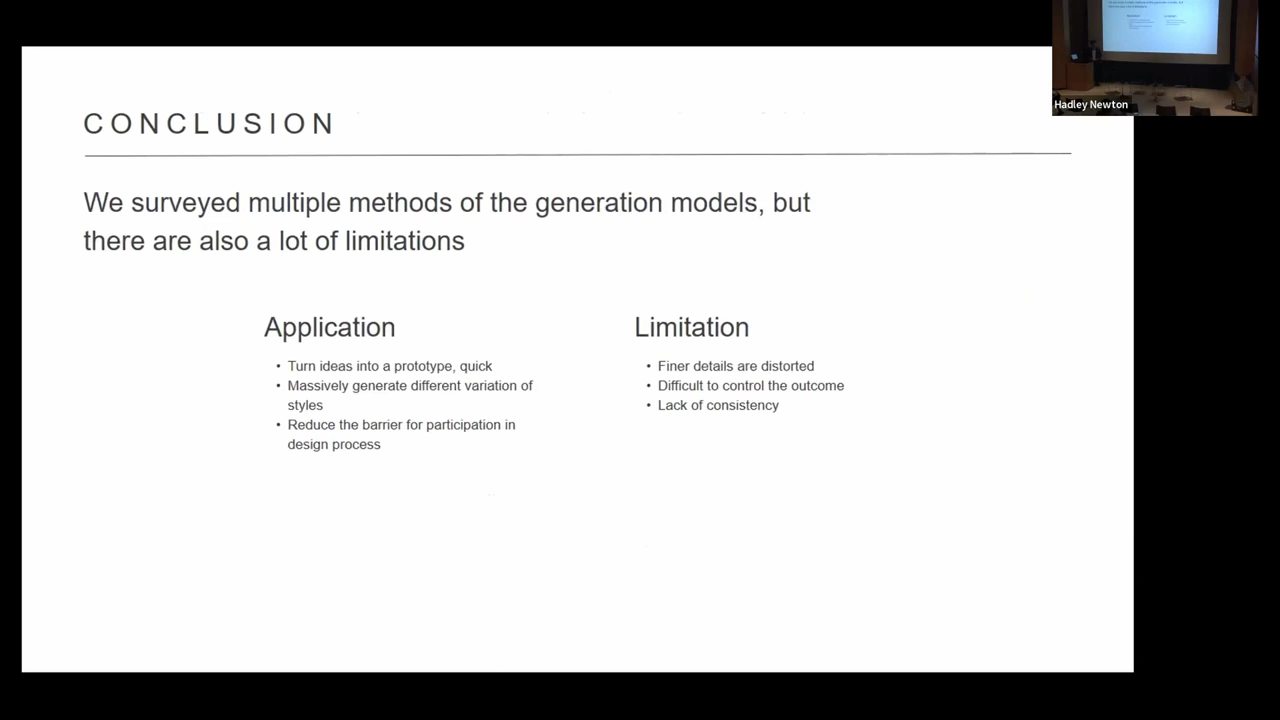 CONCLUSION
We surveyed multiple methods of the generation models, but
there are also a lot of limitations
Application
• Turn ideas into a prototype, quick
• Massively generate different variation of
styles
• Reduce the barrier for participation in
design process
Limitation
• Finer details are distorted
• Difficult to control the outcome
• Lack of consistency
Hadley Newton